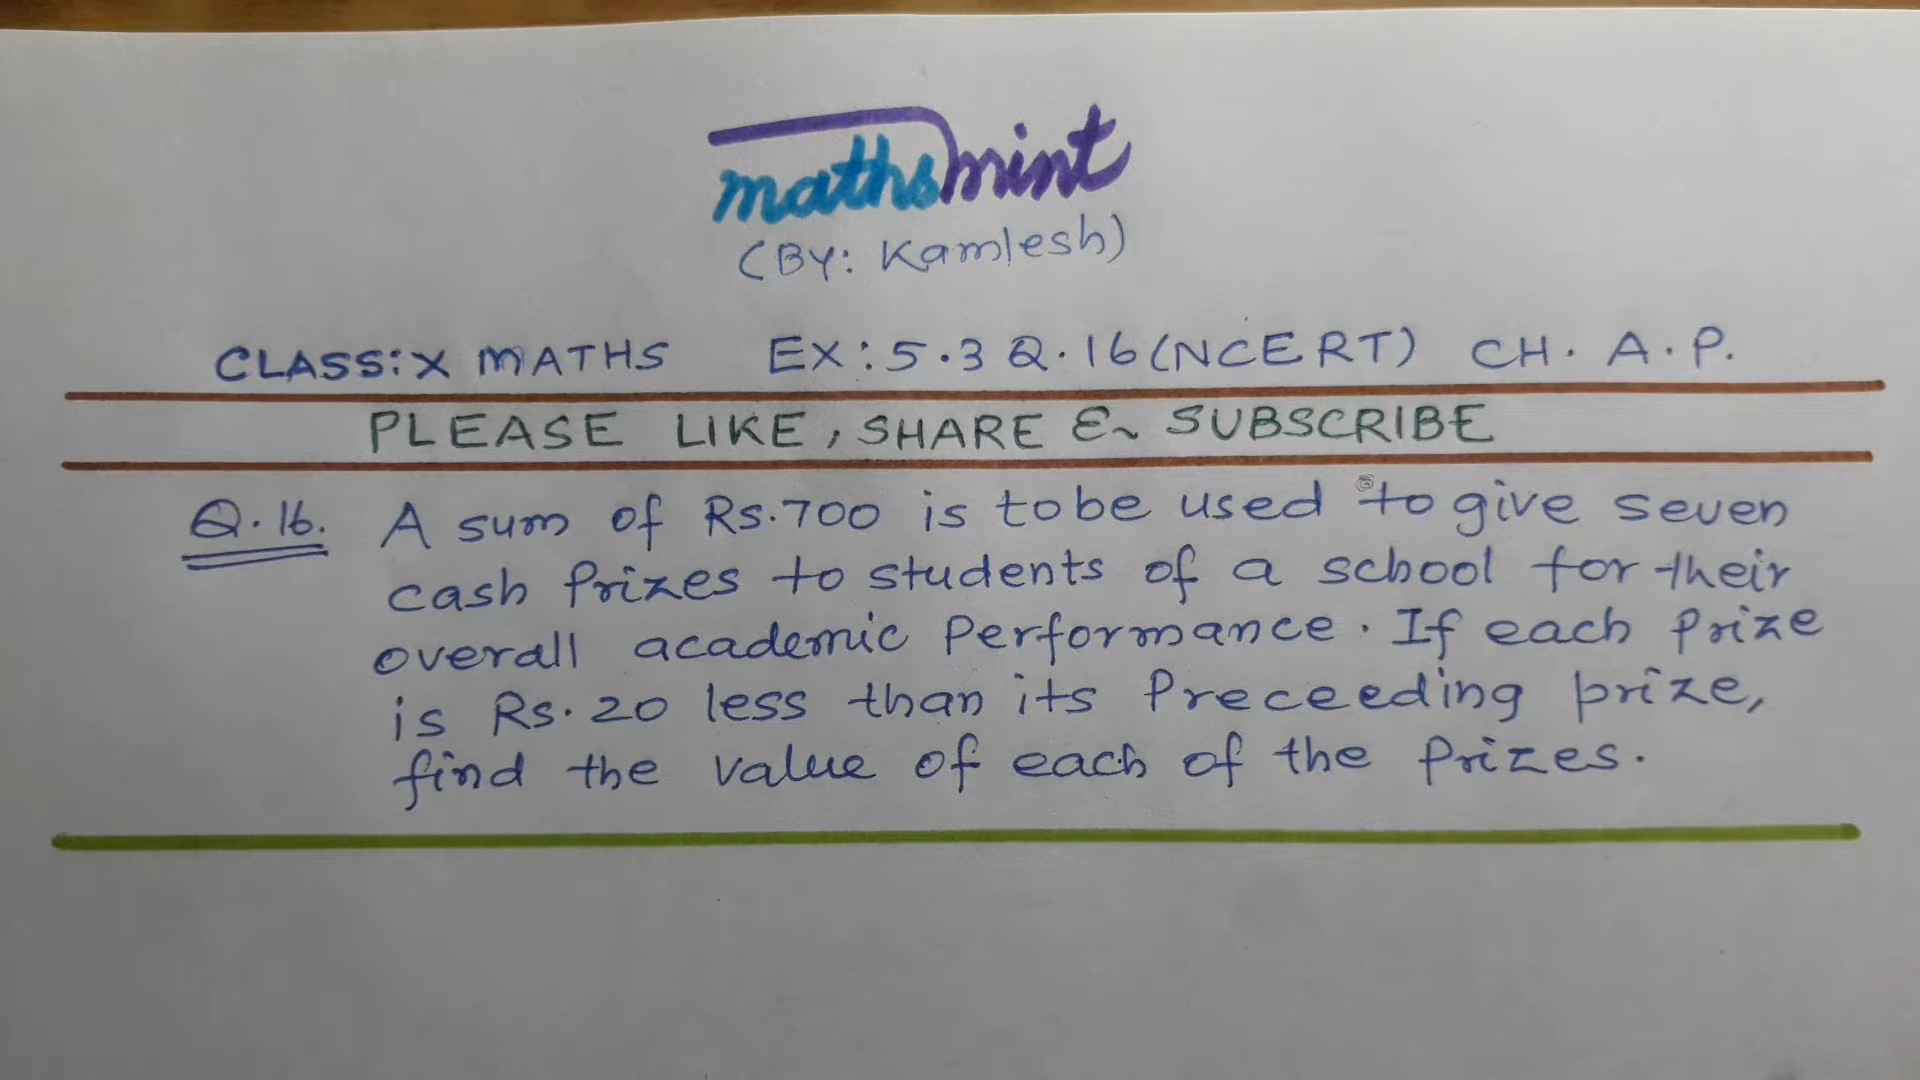 mathsmint
(BY: Kamlesh)
CLASS:X MATHS EX:5.3 Q.16(NCERT) CH. A.P.
PLEASE LIKE, SHARE & SUBSCRIBE
Q.16. A sum of Rs.700 is to be used to give seven
cash prizes to students of a school for their
overall academic Performance. If each prize
is Rs.20 less than its Preceeding prize,
find the value of each of the Prizes.